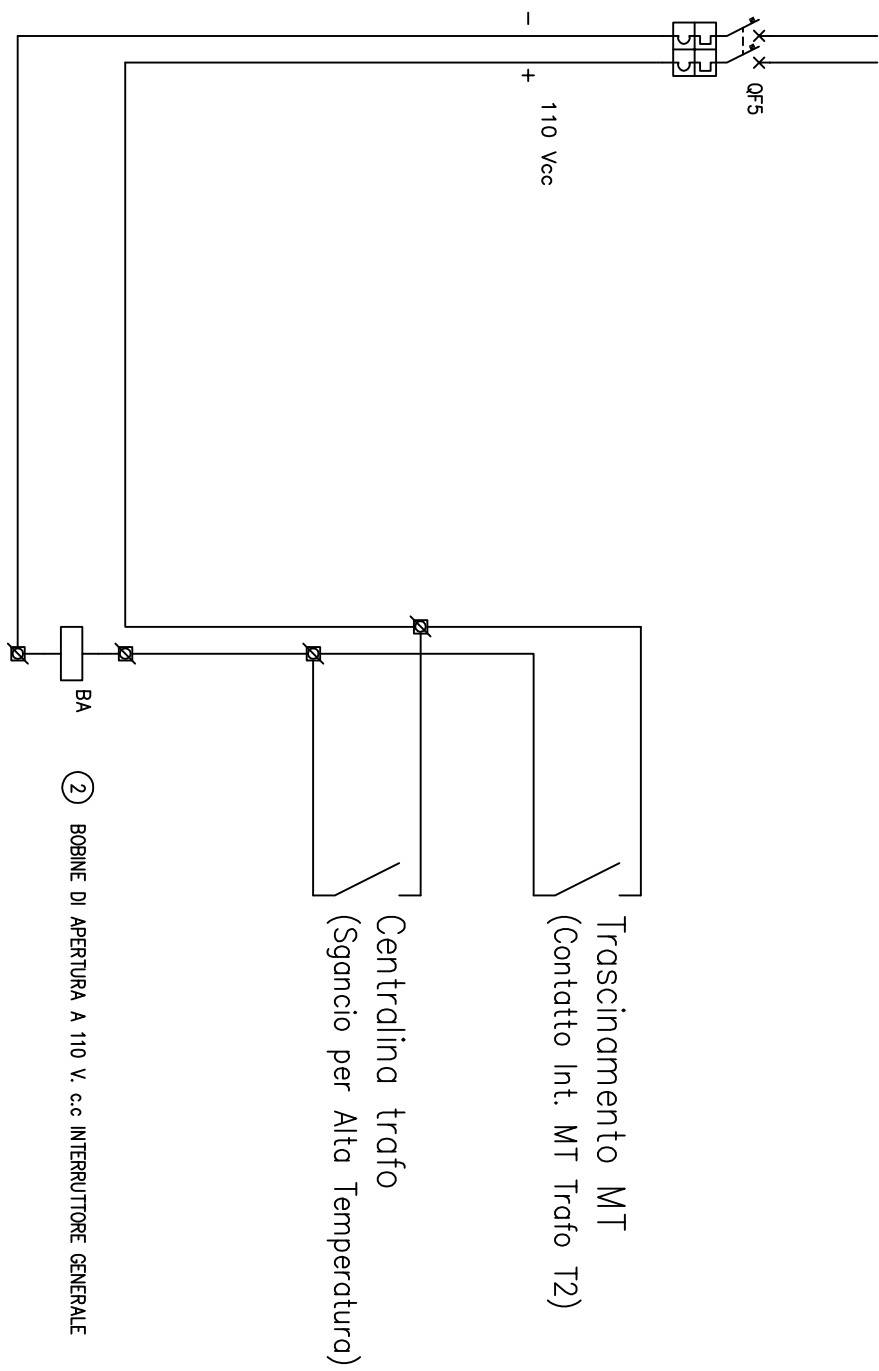 QF5
- + 110 Vcc
Trascinamento MT
(Contatto Int. MT Trafo T2)
Centralina trafo
(Sgancio per Alta Temperatura)
BA
2 BOBINE DI APERTURA A 110 V. c.c INTERRUTTORE GENERALE